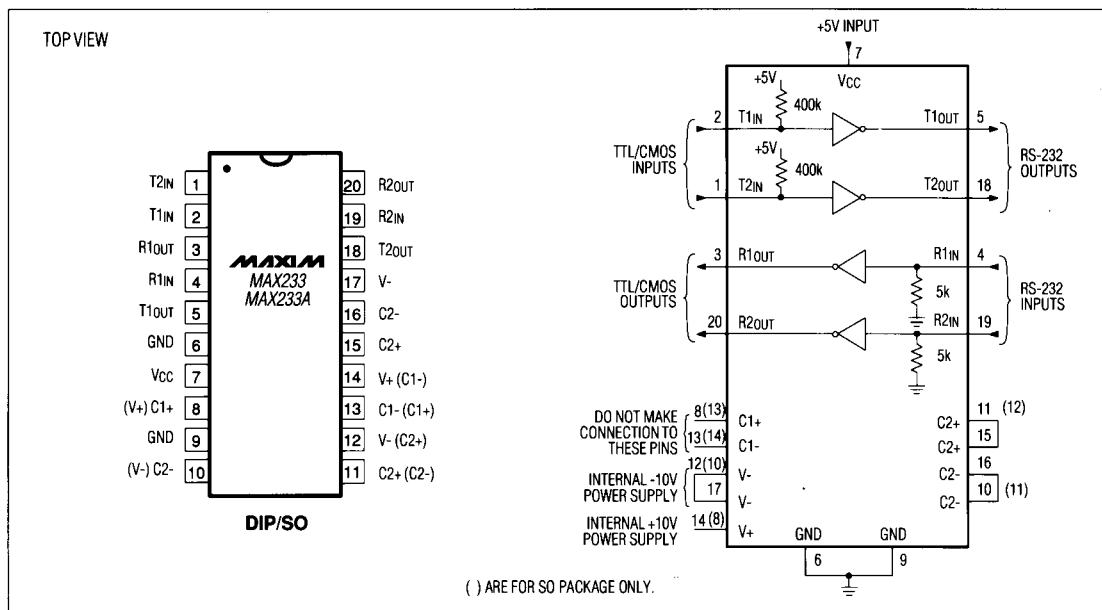 TOP VIEW
T2IN 1
T1IN 2
R1OUT 3
R1IN 4
T1OUT 5
GND 6
VCC 7
(V+) C1+ 8
GND 9
(V-) C2- 10
MAXIM
MAX233
MAX233A
20 R2OUT
19 R2IN
18 T2OUT
17 V-
16 C2-
15 C2+
14 V+ (C1-)
13 C1- (C1+)
12 V- (C2+)
11 C2+ (C2-)
DIP/SO
+5V INPUT
7
VCC
+5V
400k
2 T1IN T1OUT 5
TTL/CMOS
INPUTS
+5V
400k
RS-232
OUTPUTS
1 T2IN T2OUT 18
3 R1OUT R1IN 4
TTL/CMOS
OUTPUTS
5k
RS-232
INPUTS
20 R2OUT R2IN 19
5k
DO NOT MAKE
CONNECTION TO
THESE PINS
8(13) C1+
13(14) C1-
INTERNAL -10V
POWER SUPPLY
12(10) V-
17 V-
INTERNAL +10V
POWER SUPPLY
14(8) V+
C2+ 11 (12)
C2+ 15
C2- 16
C2- 10 (11)
GND GND
6 9
( ) ARE FOR SO PACKAGE ONLY.